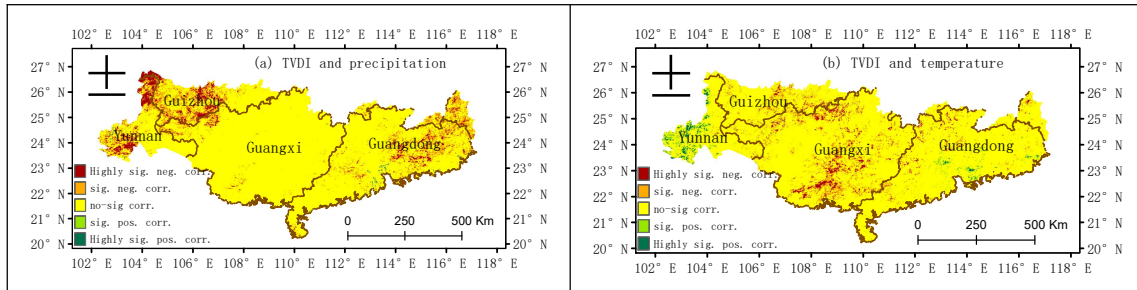 102° E 104° E 106° E 108° E 110° E 112° E 114° E 116° E 118° E
(a) TVDI and precipitation
27° N 27° N
26° N 26° N
25° N 25° N
24° N 24° N
23° N 23° N
22° N 22° N
21° N 21° N
20° N 20° N
Guizhou
Yunnan
Guangxi
Guangdong
Highly sig. neg. corr.
sig. neg. corr.
no-sig corr.
sig. pos. corr.
Highly sig. pos. corr.
0 250 500 Km
102° E 104° E 106° E 108° E 110° E 112° E 114° E 116° E 118° E
102° E 104° E 106° E 108° E 110° E 112° E 114° E 116° E 118° E
(b) TVDI and temperature
27° N 27° N
26° N 26° N
25° N 25° N
24° N 24° N
23° N 23° N
22° N 22° N
21° N 21° N
20° N 20° N
Guizhou
Yunnan
Guangxi
Guangdong
Highly sig. neg. corr.
sig. neg. corr.
no-sig corr.
sig. pos. corr.
Highly sig. pos. corr.
0 250 500 Km
102° E 104° E 106° E 108° E 110° E 112° E 114° E 116° E 118° E